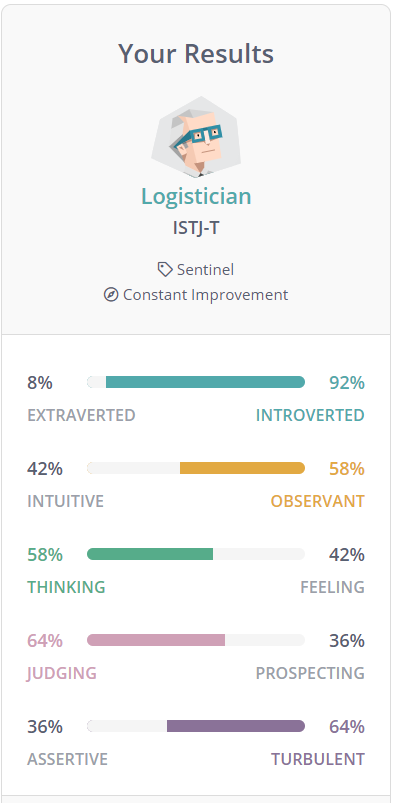 Your Results
Logistician
ISTJ-T
Sentinel
Constant Improvement
8% 92%
EXTRAVERTED INTROVERTED
42% 58%
INTUITIVE OBSERVANT
58% 42%
THINKING FEELING
64% 36%
JUDGING PROSPECTING
36% 64%
ASSERTIVE TURBULENT